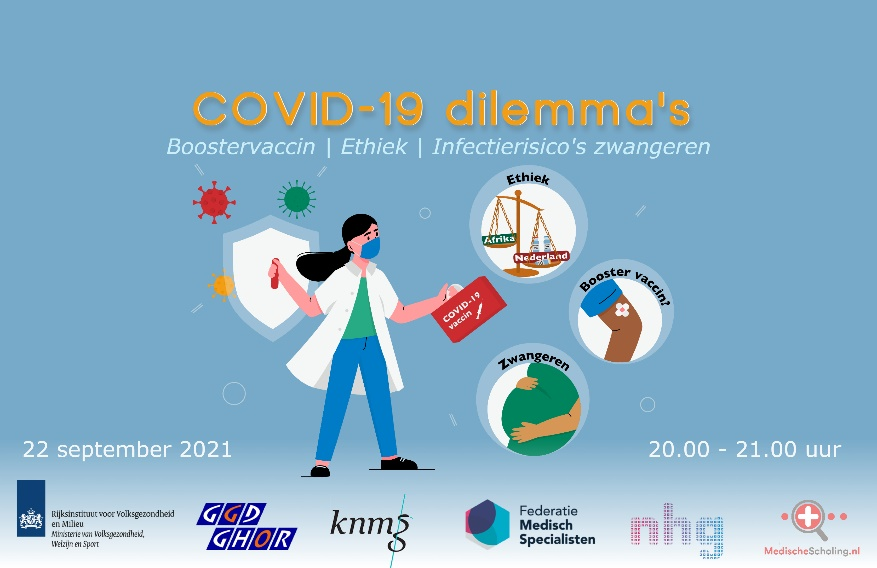 COVID-19 dilemma's
Boostervaccin | Ethiek | Infectierisico's zwangeren
Ethiek
Afrika
Nederland
Booster vaccin?
COVID-19
vaccin
Zwangeren
22 september 2021
20.00 - 21.00 uur
Rijksinstituut voor Volksgezondheid
en Milieu
Ministerie van Volksgezondheid,
Welzijn en Sport
GGD
GHOR
knmg
Federatie
Medisch
Specialisten
nhg
MedischeScholing.nl